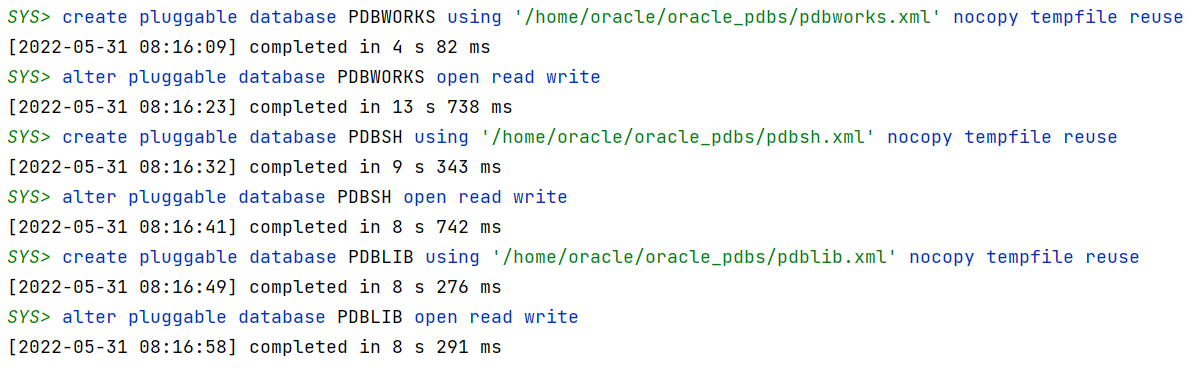 SYS> create pluggable database PDBWORKS using '/home/oracle/oracle_pdbs/pdbworks.xml' nocopy tempfile reuse
[2022-05-31 08:16:09] completed in 4 s 82 ms
SYS> alter pluggable database PDBWORKS open read write
[2022-05-31 08:16:23] completed in 13 s 738 ms
SYS> create pluggable database PDBSH using '/home/oracle/oracle_pdbs/pdbsh.xml' nocopy tempfile reuse
[2022-05-31 08:16:32] completed in 9 s 343 ms
SYS> alter pluggable database PDBSH open read write
[2022-05-31 08:16:41] completed in 8 s 742 ms
SYS> create pluggable database PDBLIB using '/home/oracle/oracle_pdbs/pdblib.xml' nocopy tempfile reuse
[2022-05-31 08:16:49] completed in 8 s 276 ms
SYS> alter pluggable database PDBLIB open read write
[2022-05-31 08:16:58] completed in 8 s 291 ms